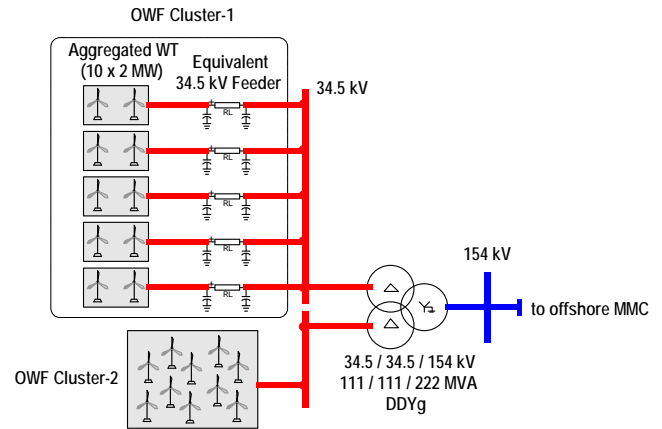 OWF Cluster-1
Aggregated WT
(10 x 2 MW)
Equivalent
34.5 kV Feeder
34.5 kV
+
RL
+
RL
+
RL
+
RL
+
RL
154 kV
to offshore MMC
34.5 / 34.5 / 154 kV
111 / 111 / 222 MVA
DDYg
OWF Cluster-2